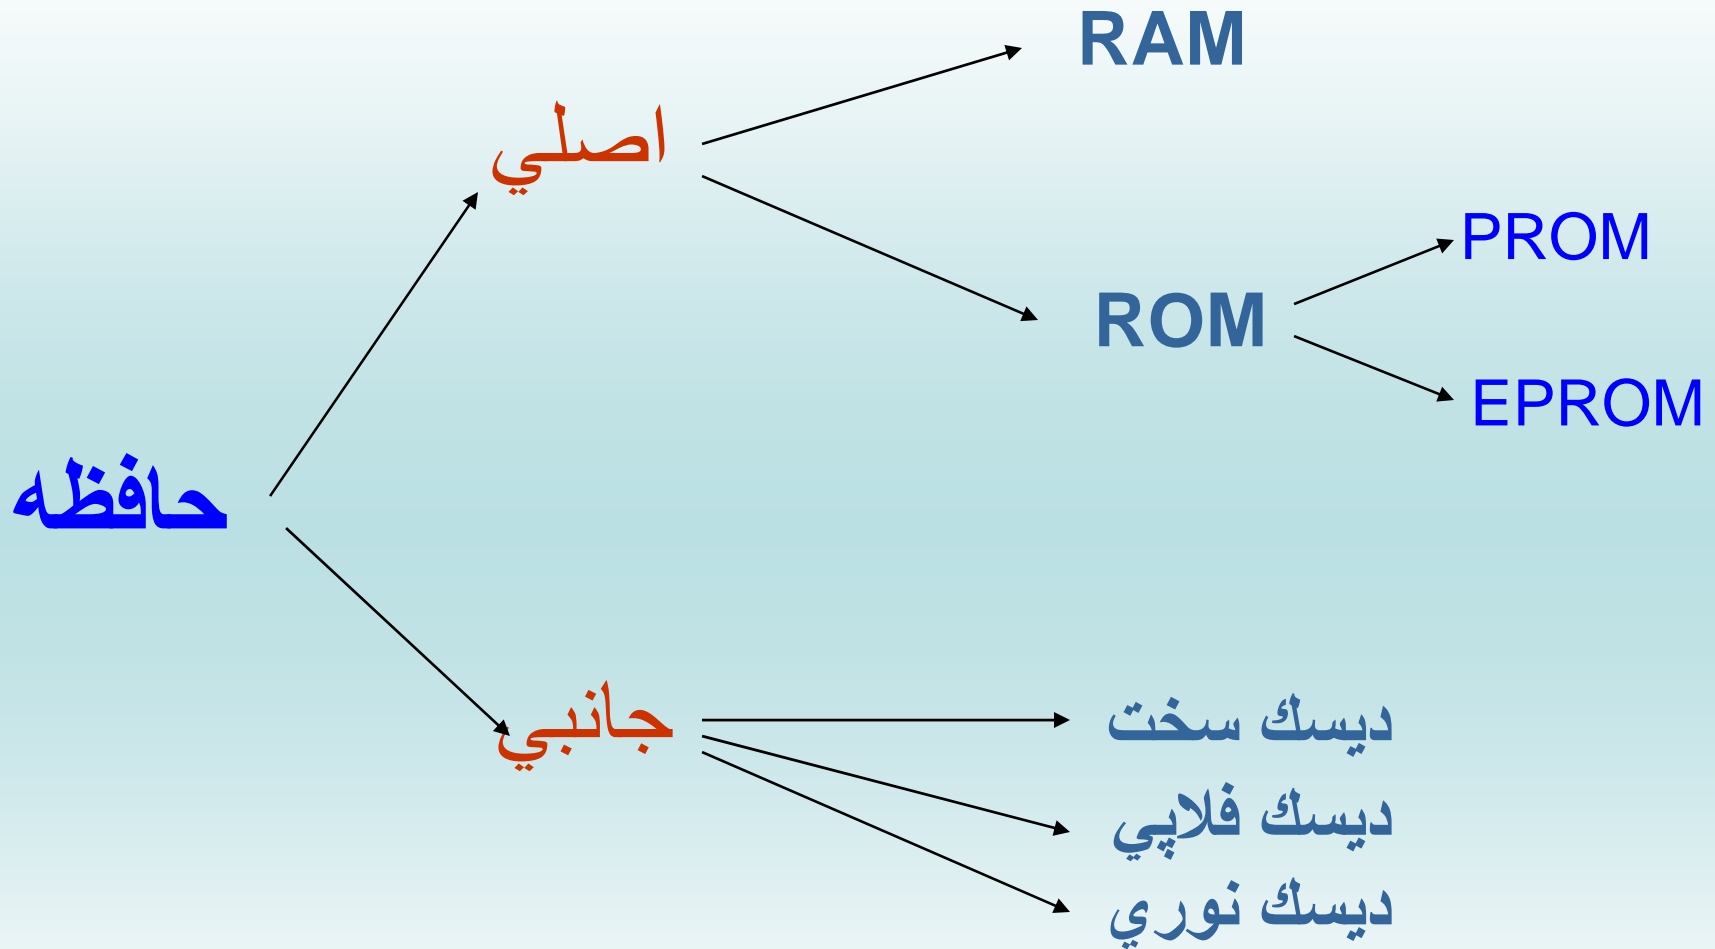 حافظه
اصلي
RAM
ROM
PROM
EPROM
جانبي
ديسك سخت
ديسك فلاپي
ديسك نوري